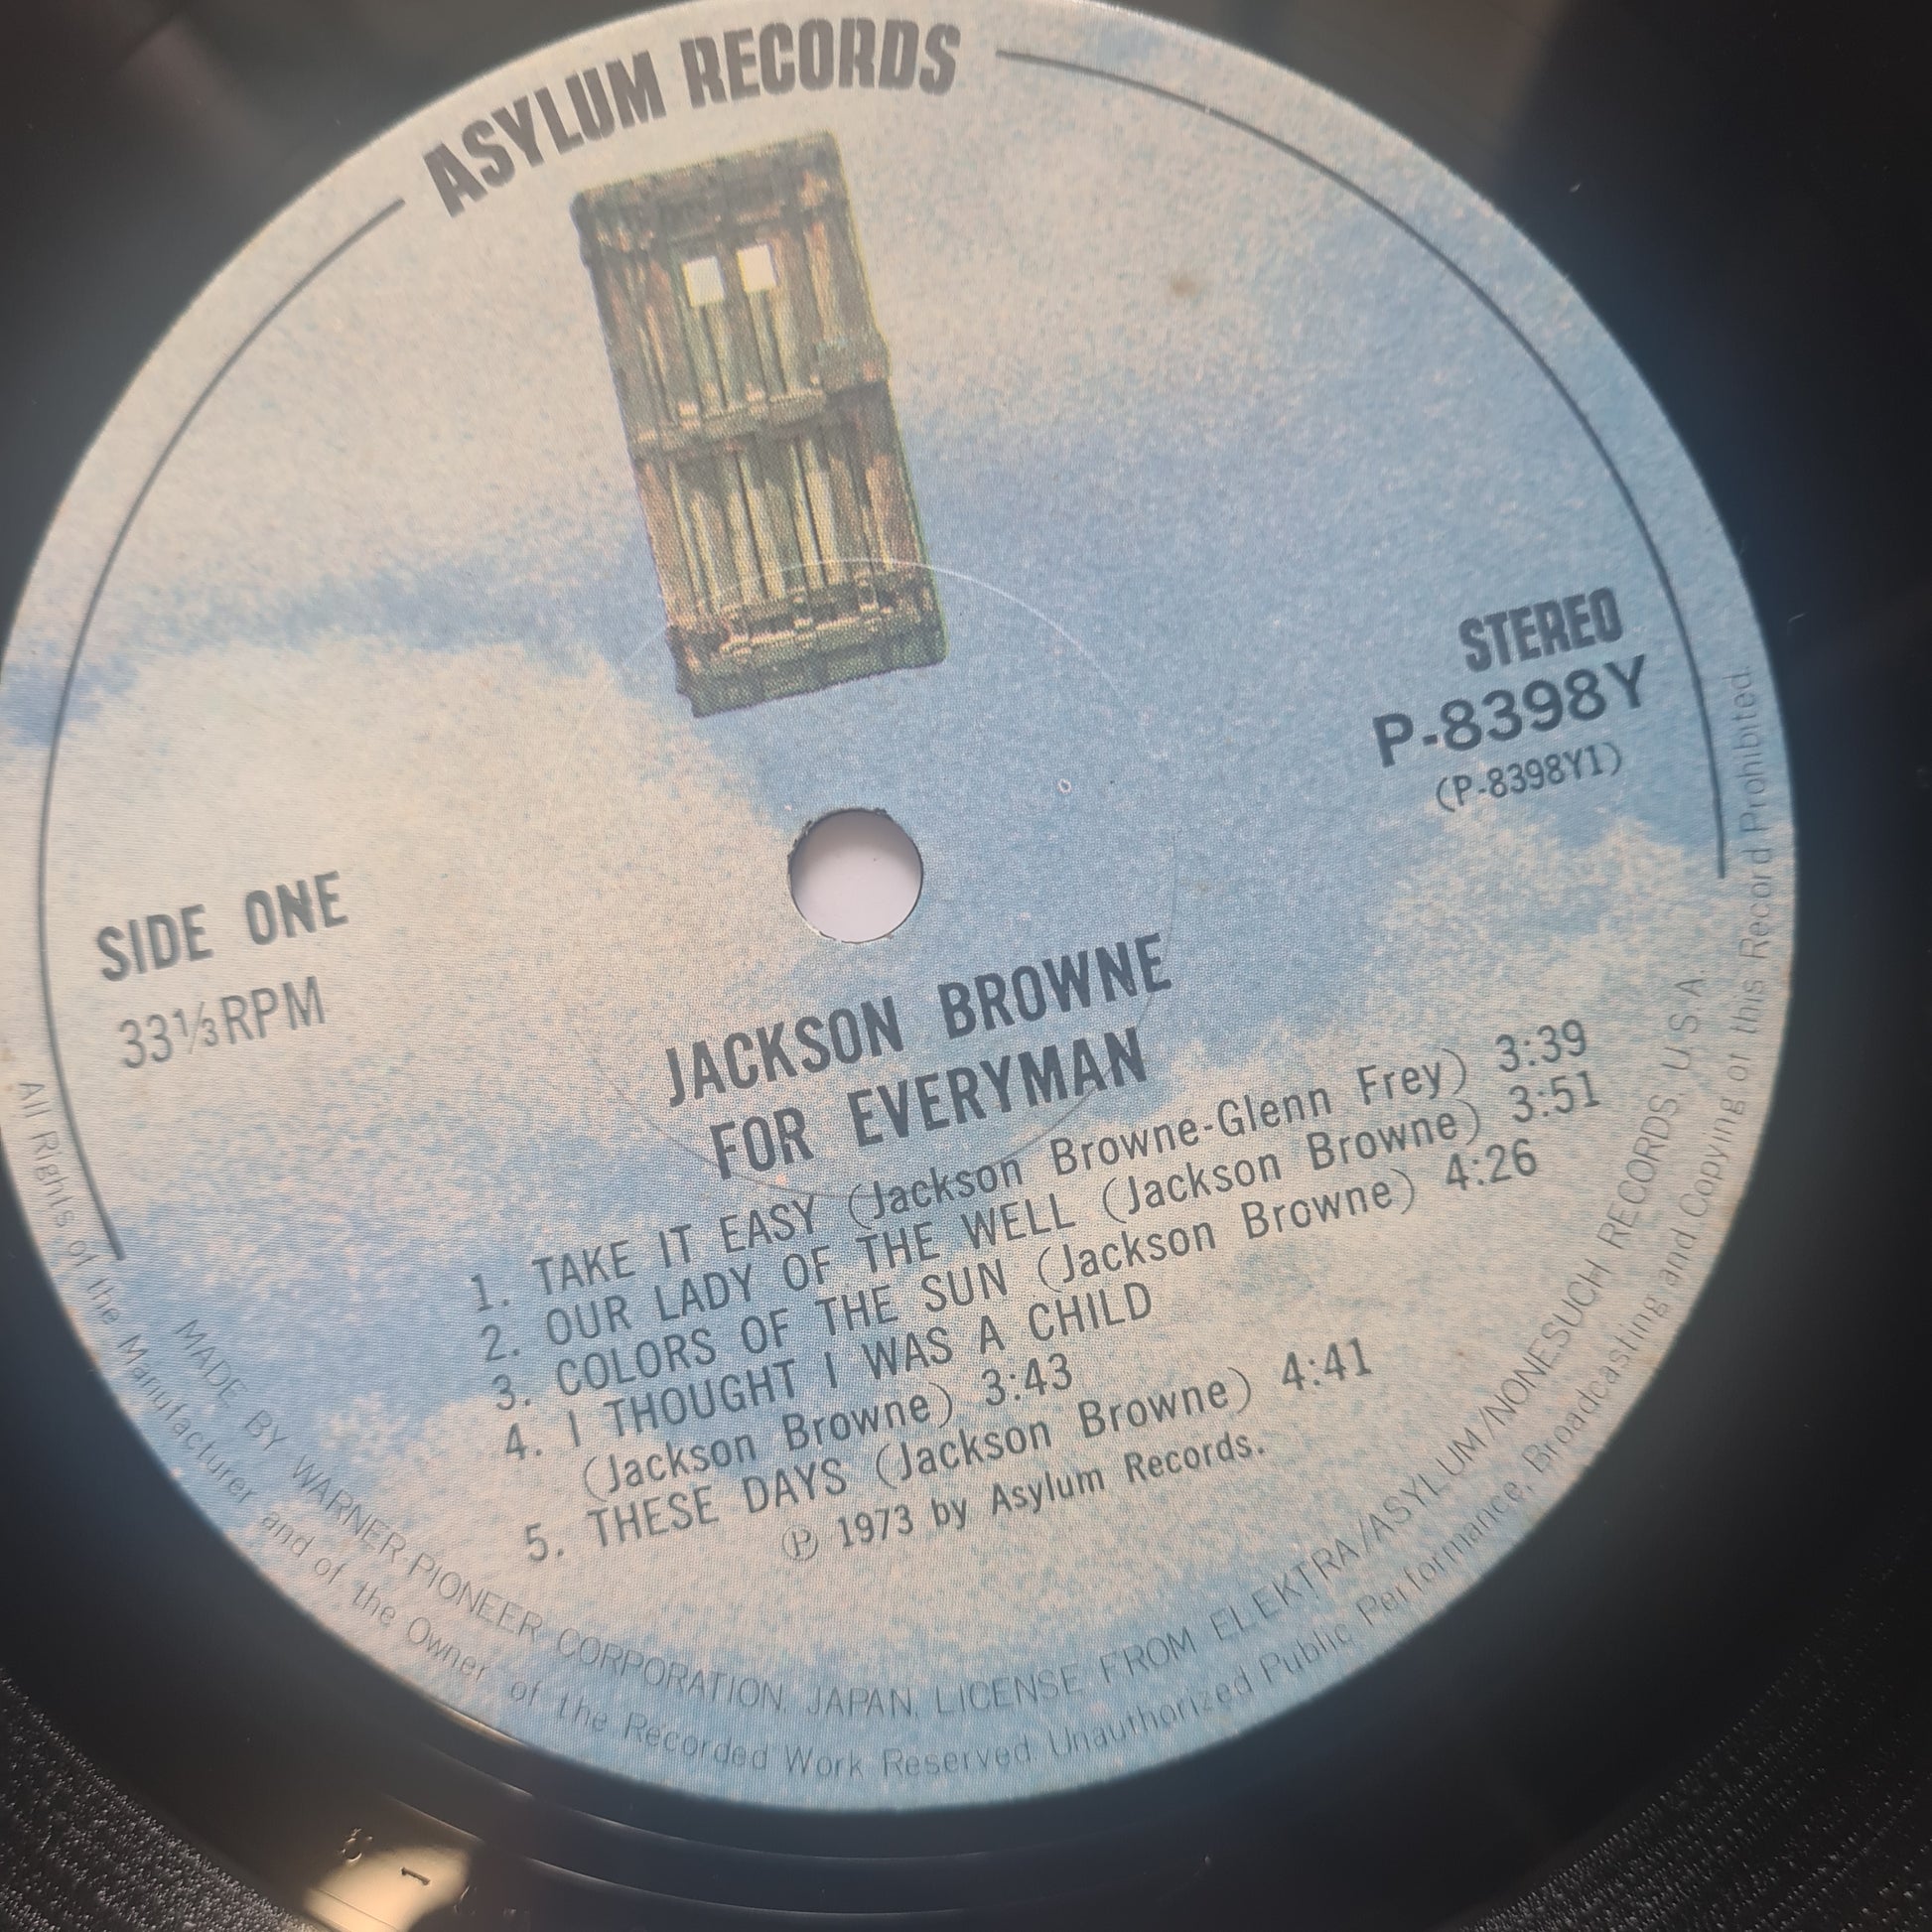 ASYLUM RECORDS
STEREO
P-8398Y
(P-8398Y1)
SIDE ONE
33⅓RPM
JACKSON BROWNE
FOR EVERYMAN
1. TAKE IT EASY (Jackson Browne-Glenn Frey) 3:39
2. OUR LADY OF THE WELL (Jackson Browne) 3:51
3. COLORS OF THE SUN (Jackson Browne) 4:26
4. I THOUGHT I WAS A CHILD
(Jackson Browne) 3:43
5. THESE DAYS (Jackson Browne) 4:41
Ⓟ 1973 by Asylum Records.
MADE BY WARNER PIONEER CORPORATION, JAPAN, LICENSE FROM ELEKTRA/ASYLUM/NONESUCH RECORDS, U.S.A.
All Rights of the Manufacturer and of the Owner of the Recorded Work Reserved. Unauthorized Public Performance, Broadcasting and Copying of this Record Prohibited.